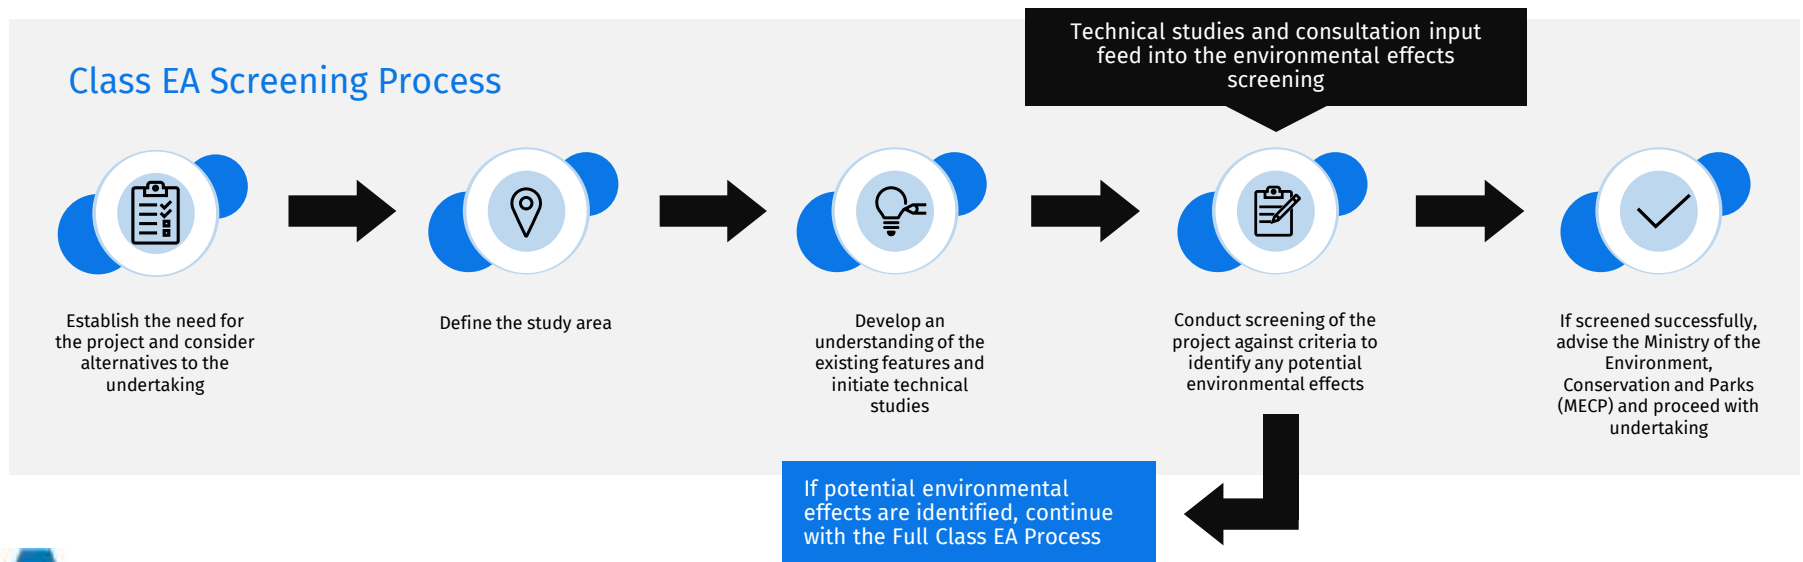 Technical studies and consultation input
feed into the environmental effects
screening
Class EA Screening Process
Establish the need for
the project and consider
alternatives to the
undertaking
Define the study area
Develop an
understanding of the
existing features and
initiate technical
studies
Conduct screening of the
project against criteria to
identify any potential
environmental effects
If screened successfully,
advise the Ministry of the
Environment,
Conservation and Parks
(MECP) and proceed with
undertaking
If potential environmental
effects are identified, continue
with the Full Class EA Process